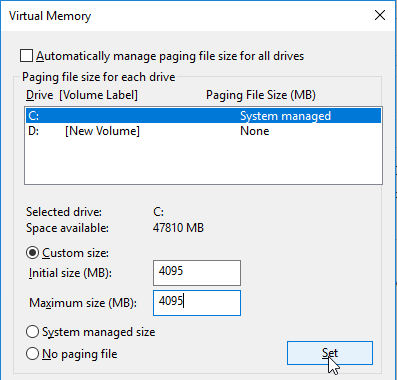 Virtual Memory
Automatically manage paging file size for all drives
Paging file size for each drive
Drive [Volume Label] Paging File Size (MB)
C: System managed
D: [New Volume] None
Selected drive: C:
Space available: 47810 MB
Custom size:
Initial size (MB): 4095
Maximum size (MB): 4095
System managed size
No paging file Set